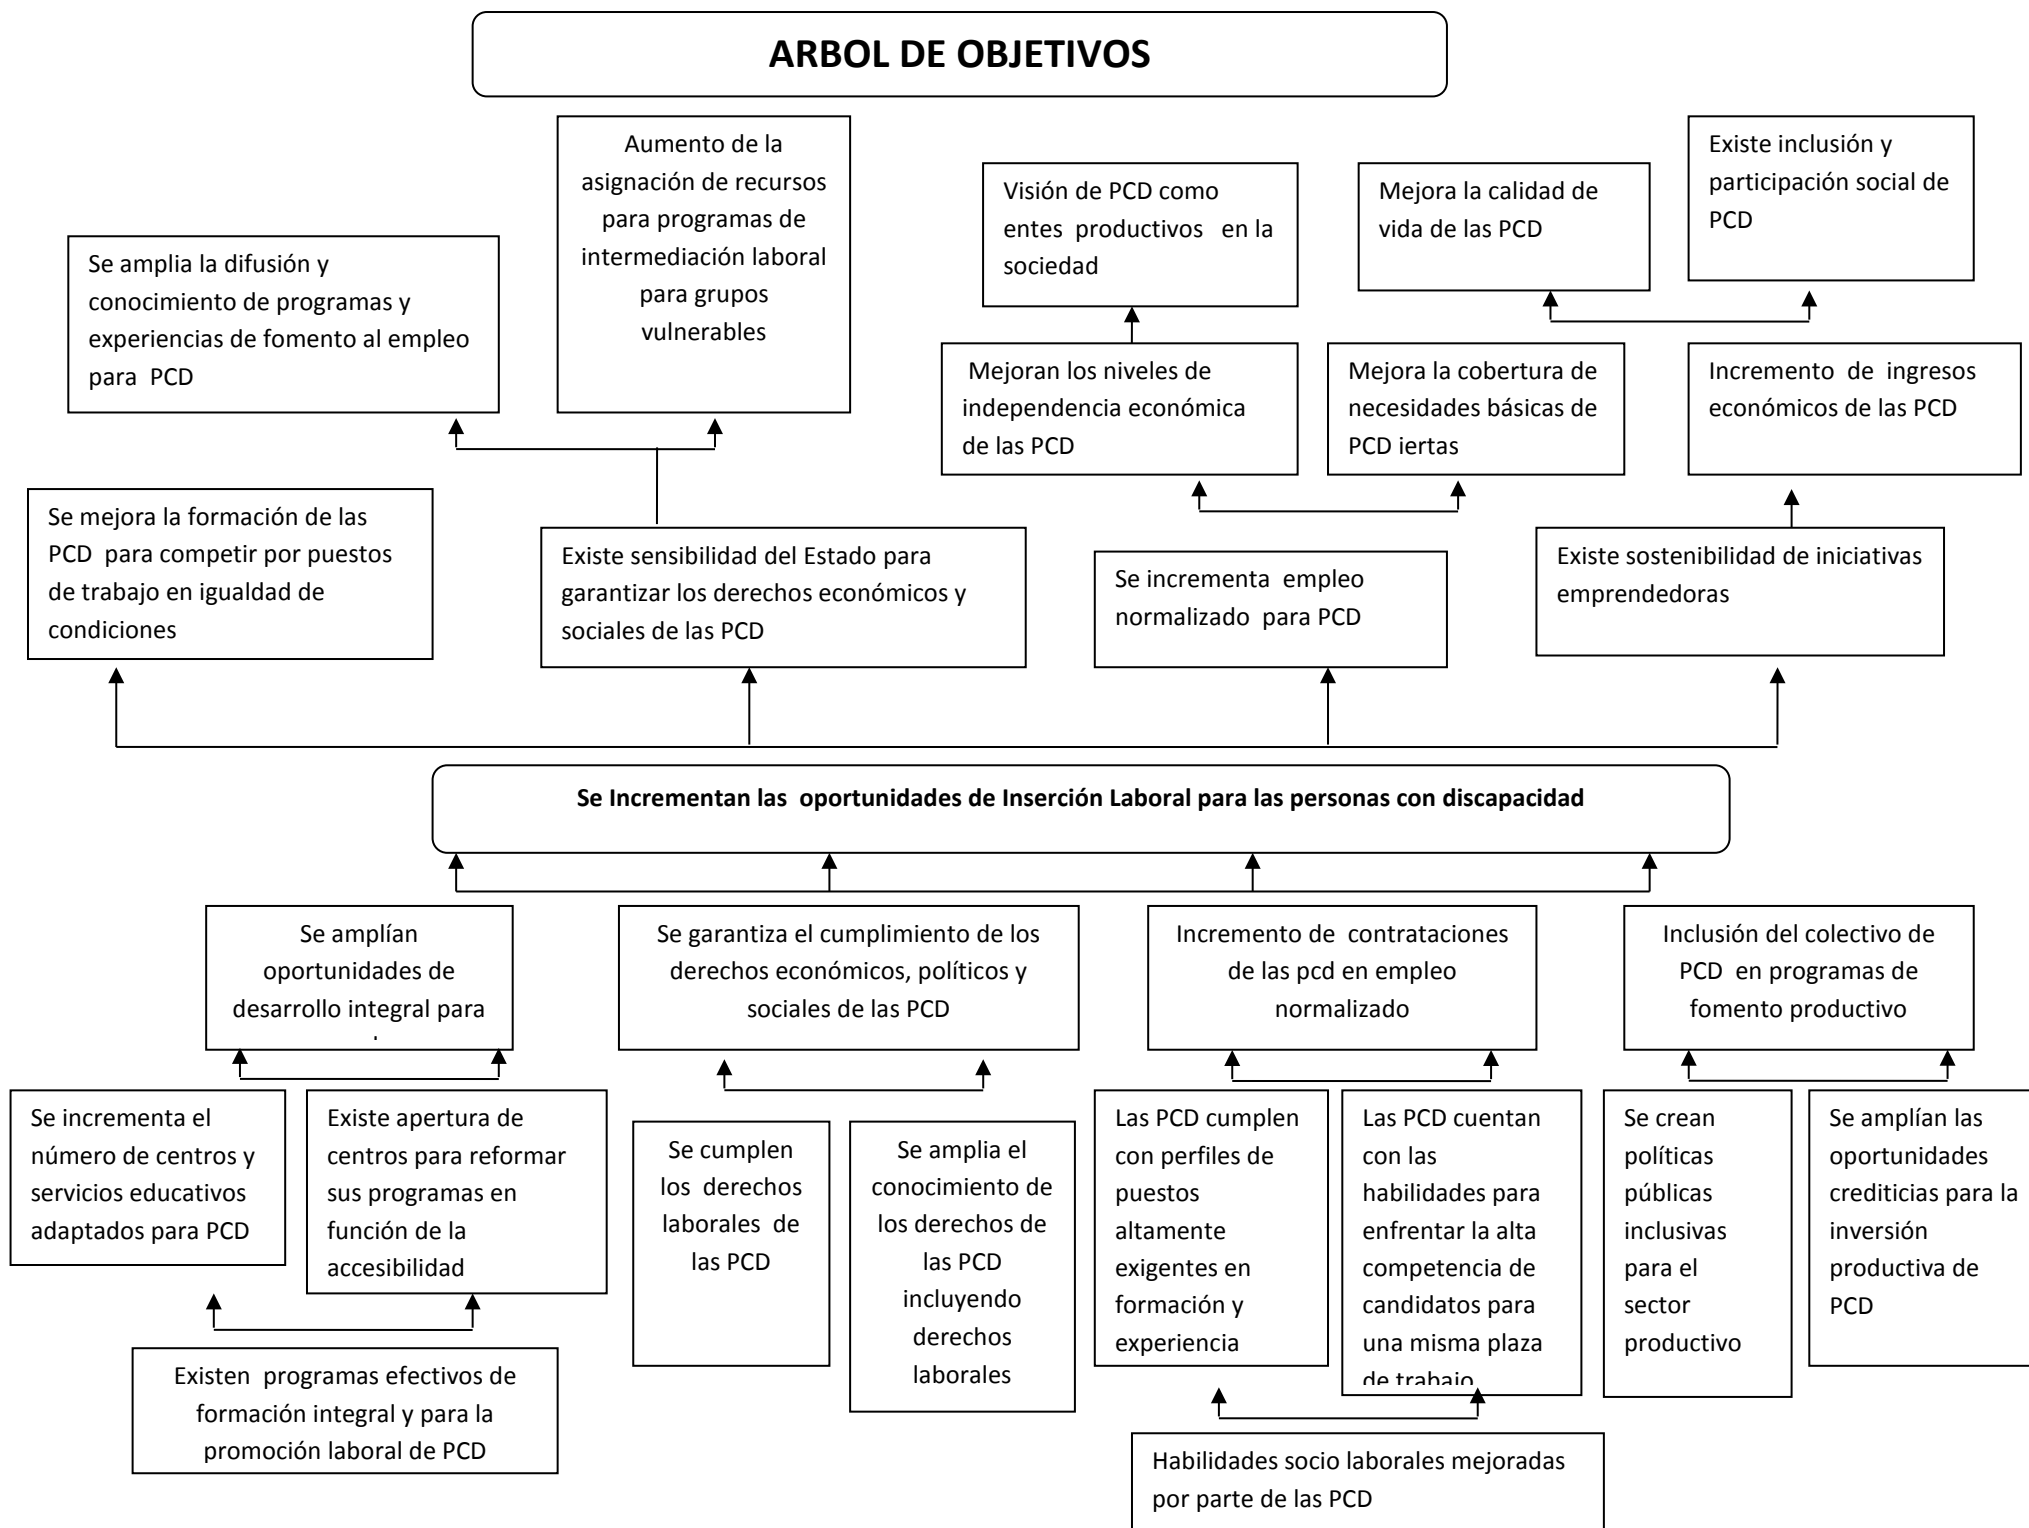 ARBOL DE OBJETIVOS
Aumento de la
asignación de recursos
para programas de
intermediación laboral
para grupos
vulnerables
Existe inclusión y
participación social de
PCD
Visión de PCD como
entes productivos en la
sociedad
Mejora la calidad de
vida de las PCD
Se amplia la difusión y
conocimiento de programas y
experiencias de fomento al empleo
para PCD
Mejoran los niveles de
independencia económica
de las PCD
Mejora la cobertura de
necesidades básicas de
PCD iertas
Incremento de ingresos
económicos de las PCD
Se mejora la formación de las
PCD para competir por puestos
de trabajo en igualdad de
condiciones
Existe sensibilidad del Estado para
garantizar los derechos económicos y
sociales de las PCD
Se incrementa empleo
normalizado para PCD
Existe sostenibilidad de iniciativas
emprendedoras
Se Incrementan las oportunidades de Inserción Laboral para las personas con discapacidad
Se amplían
oportunidades de
desarrollo integral para
Se garantiza el cumplimiento de los
derechos económicos, políticos y
sociales de las PCD
Incremento de contrataciones
de las pcd en empleo
normalizado
Inclusión del colectivo de
PCD en programas de
fomento productivo
Se incrementa el
número de centros y
servicios educativos
adaptados para PCD
Existe apertura de
centros para reformar
sus programas en
función de la
accesibilidad
Se cumplen
los derechos
laborales de
las PCD
Se amplia el
conocimiento de
los derechos de
las PCD
incluyendo
derechos
laborales
Las PCD cumplen
con perfiles de
puestos
altamente
exigentes en
formación y
experiencia
Las PCD cuentan
con las
habilidades para
enfrentar la alta
competencia de
candidatos para
una misma plaza
de trabajo
Se crean
políticas
públicas
inclusivas
para el
sector
productivo
Se amplían las
oportunidades
crediticias para la
inversión
productiva de
PCD
Existen programas efectivos de
formación integral y para la
promoción laboral de PCD
Habilidades socio laborales mejoradas
por parte de las PCD